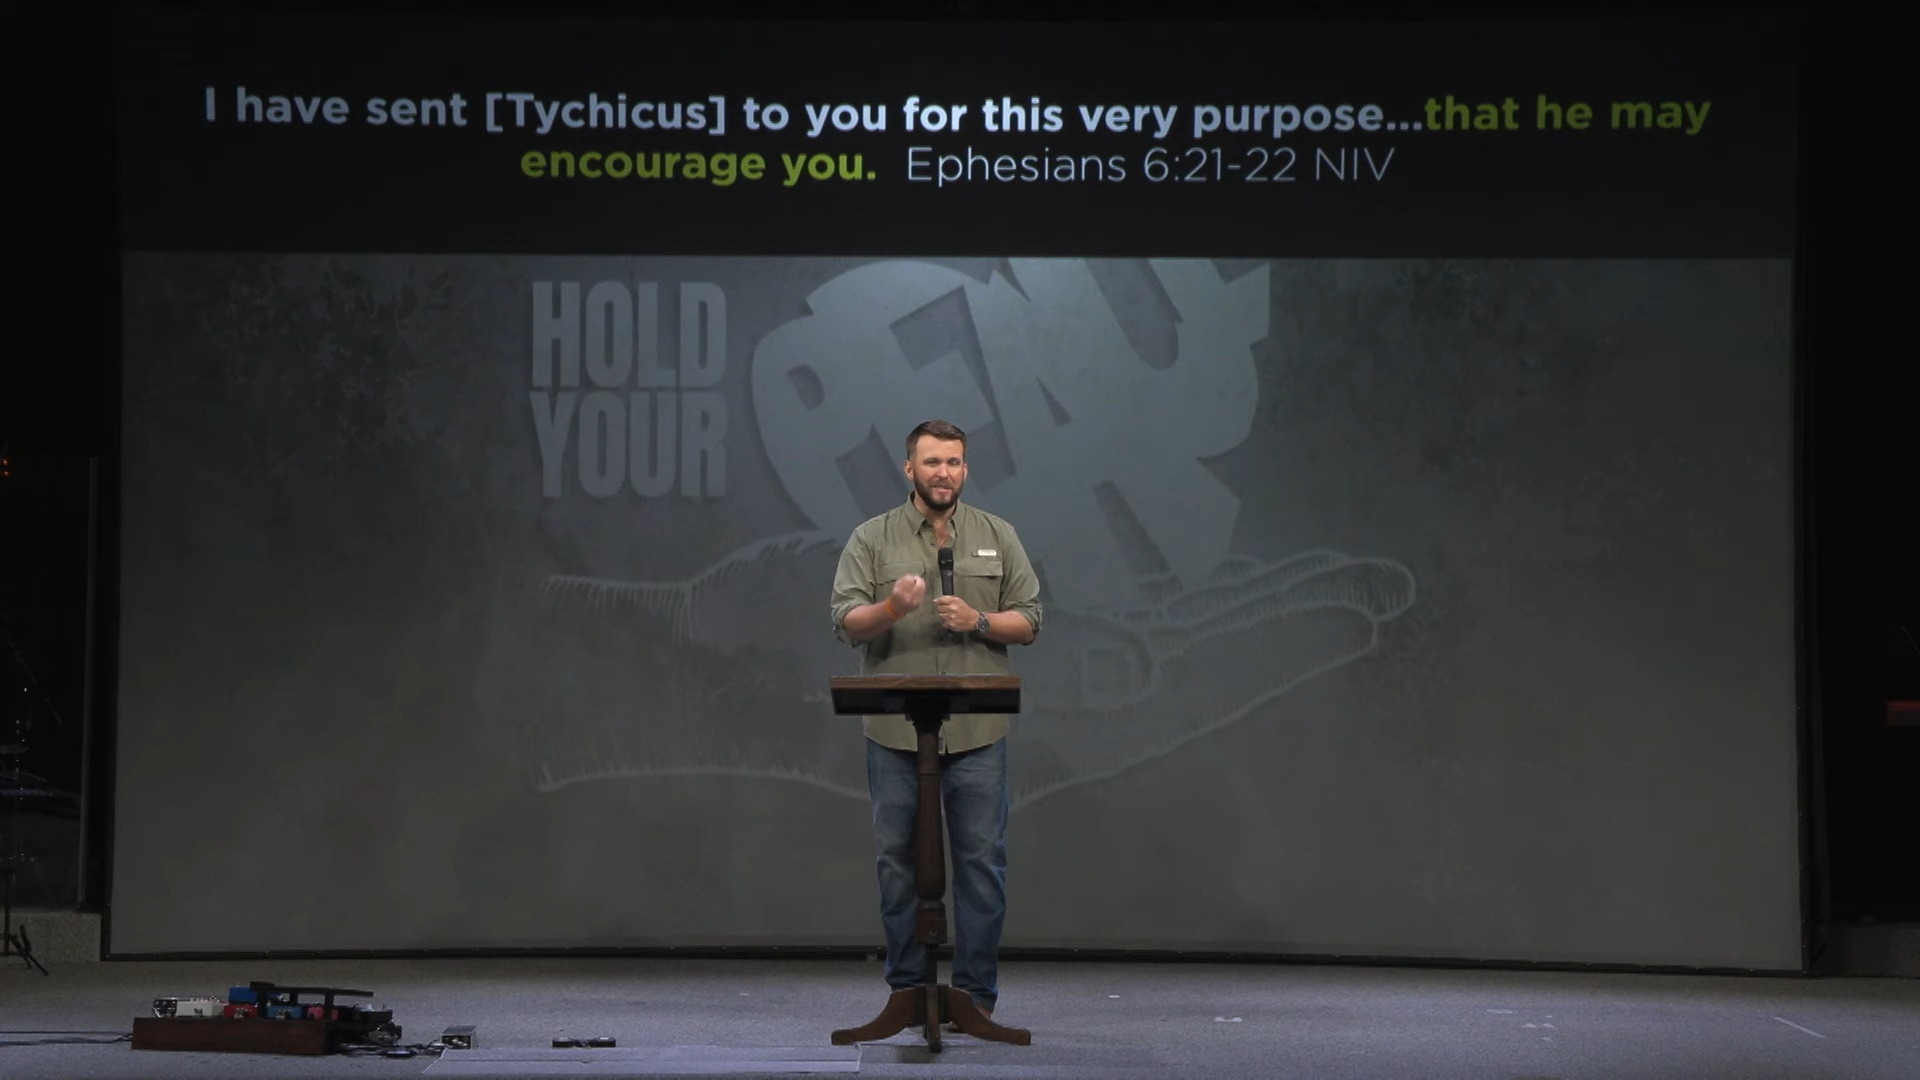 I have sent [Tychicus] to you for this very purpose...that he may
encourage you. Ephesians 6:21-22 NIV
HOLD
YOUR